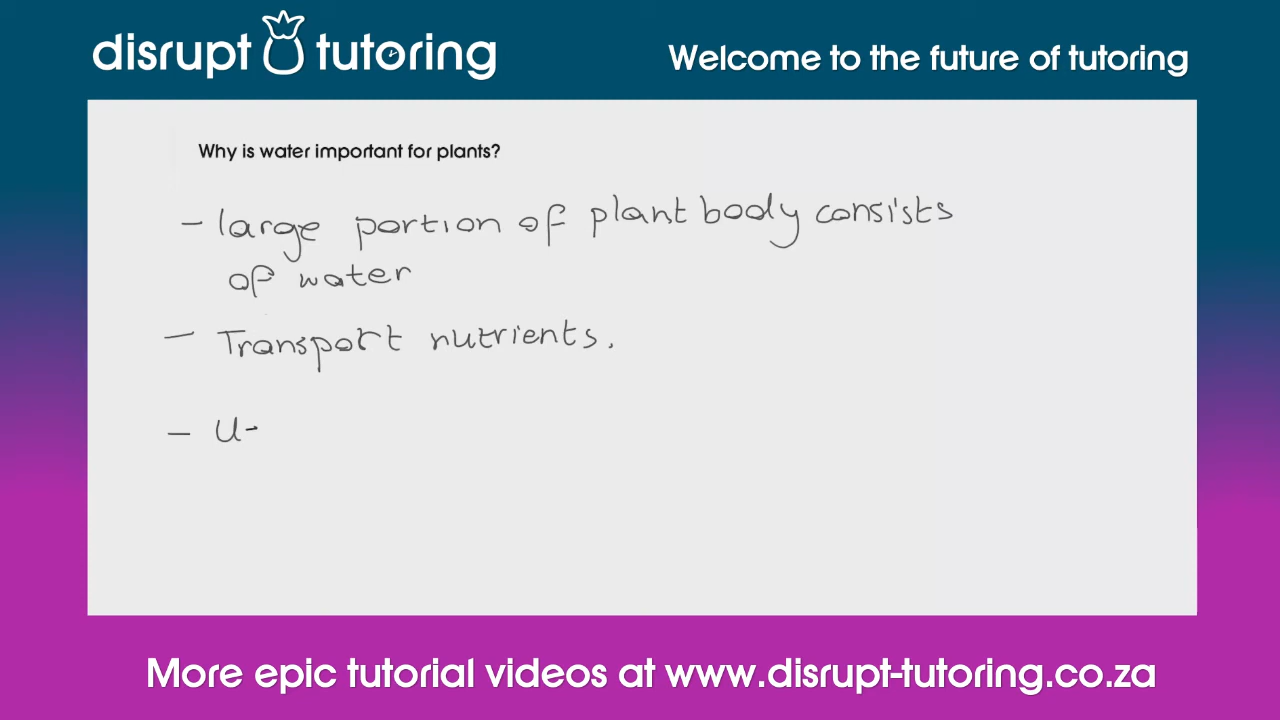 disrupt tutoring
Welcome to the future of tutoring
Why is water important for plants?
- large portion of plant body consists
of water
- Transport nutrients.
- U-
More epic tutorial videos at www.disrupt-tutoring.co.za